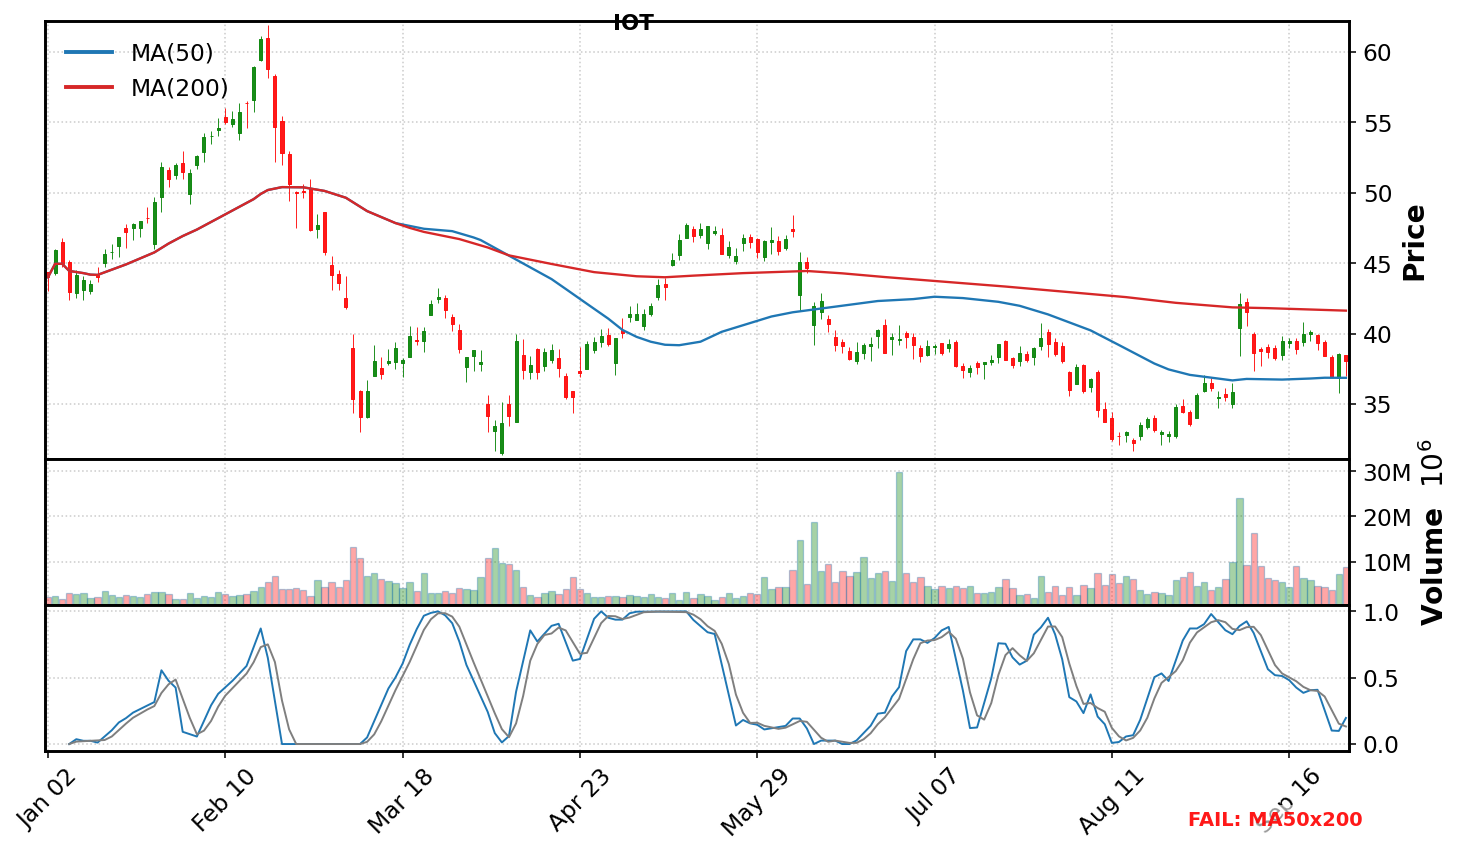 IOT
MA(50)
MA(200)
60
55
50
45
40
35
Price
30M
20M
10M
Volume 10^6
1.0
0.5
0.0
Jan 02
Feb 10
Mar 18
Apr 23
May 29
Jul 07
Aug 11
Sep 16
FAIL: MA50x200